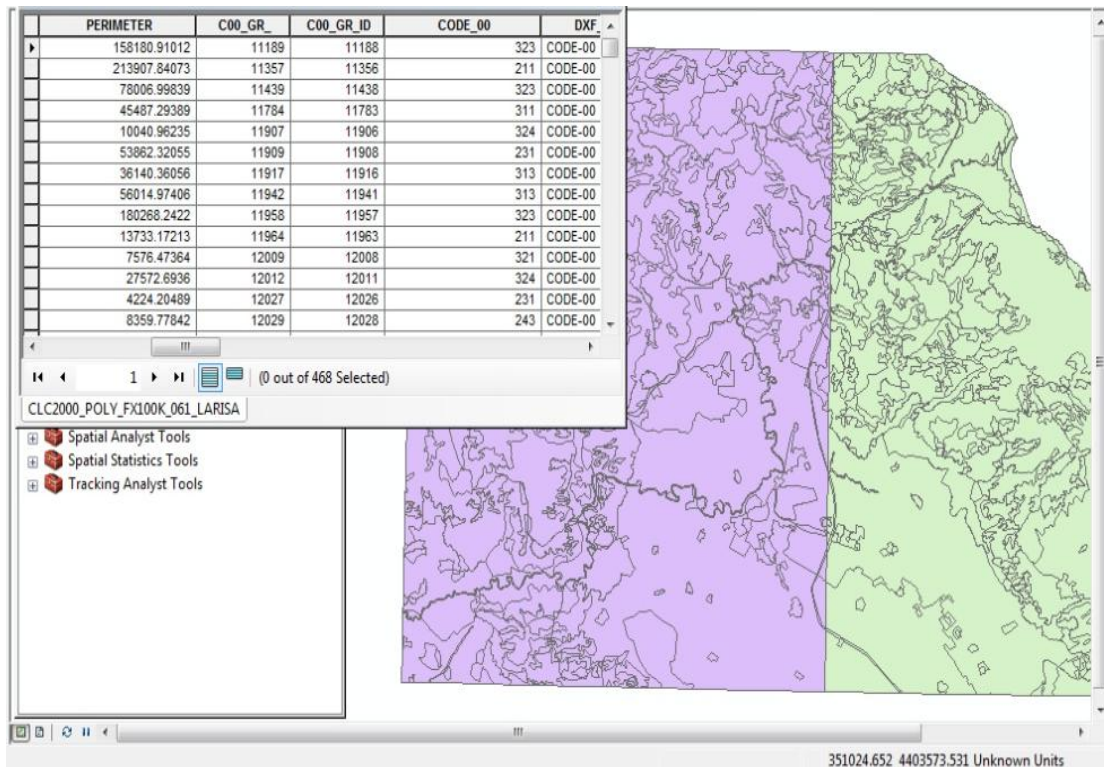 PERIMETER C00_GR_ C00_GR_ID CODE_00 DXF_
158180.91012 11189 11188 323 CODE-00
213907.84073 11357 11356 211 CODE-00
78006.99839 11439 11438 323 CODE-00
45487.29389 11784 11783 311 CODE-00
10040.96235 11907 11906 324 CODE-00
53862.32055 11909 11908 231 CODE-00
36140.36056 11917 11916 313 CODE-00
56014.97406 11942 11941 313 CODE-00
180268.2422 11958 11957 323 CODE-00
13733.17213 11964 11963 211 CODE-00
7576.47364 12009 12008 321 CODE-00
27572.6936 12012 12011 324 CODE-00
4224.20489 12027 12026 231 CODE-00
8359.77842 12029 12028 243 CODE-00
1 (0 out of 468 Selected)
CLC2000_POLY_FX100K_061_LARISA
Spatial Analyst Tools
Spatial Statistics Tools
Tracking Analyst Tools
351024.652 4403573.531 Unknown Units